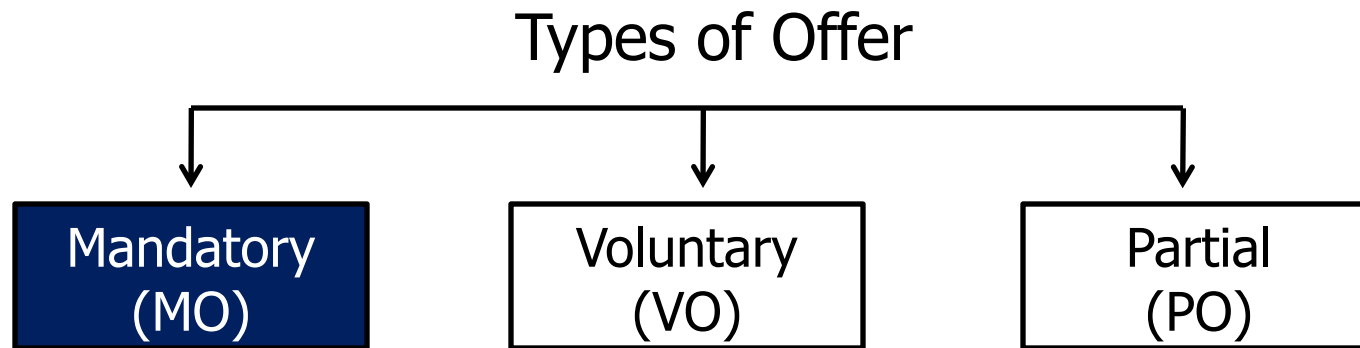 Types of Offer
Mandatory
(MO)
Voluntary
(VO)
Partial
(PO)